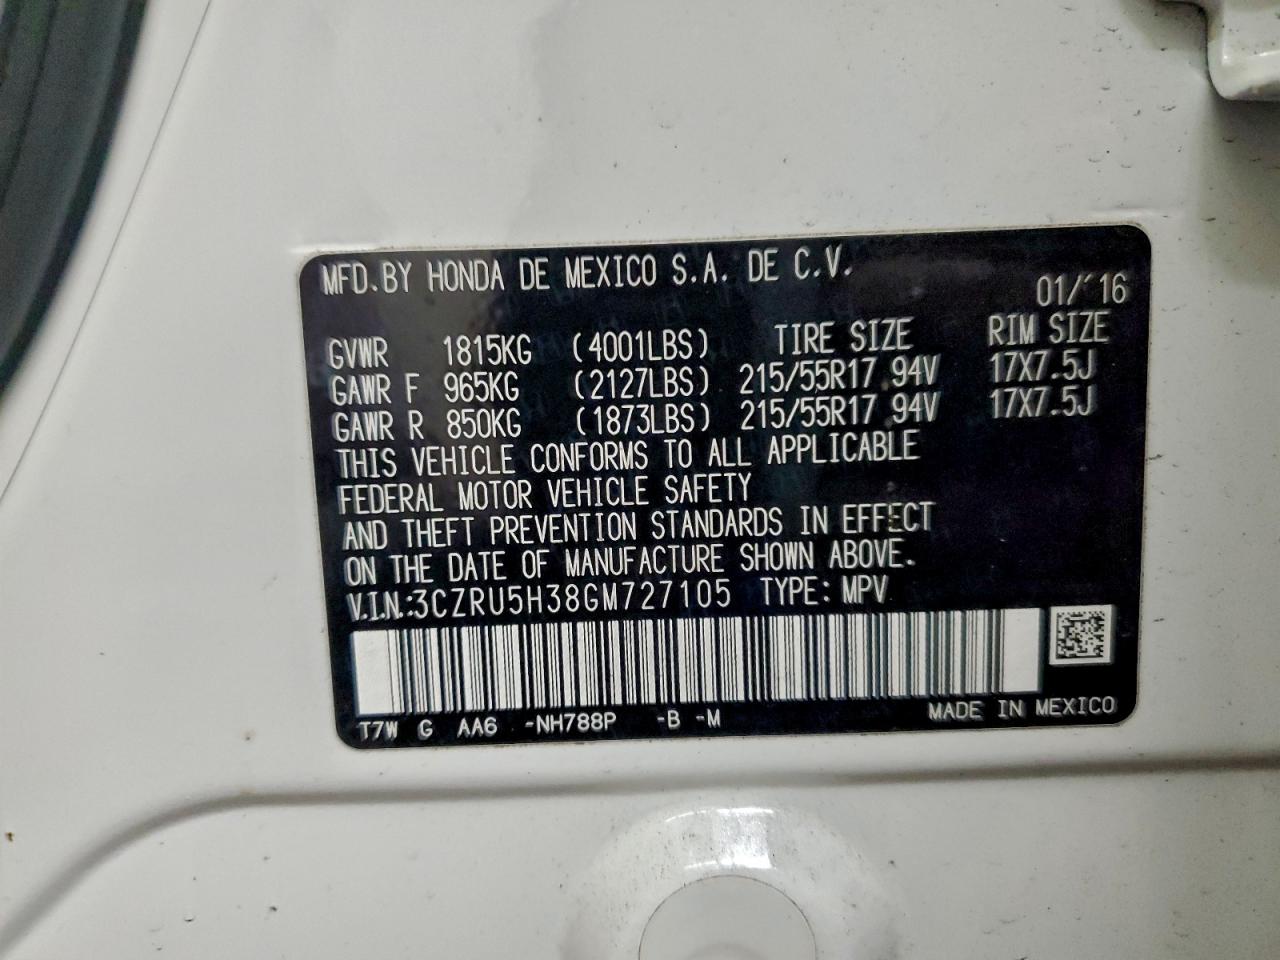 MFD.BY HONDA DE MEXICO S.A. DE C.V.
01/'16
GVWR 1815KG (4001LBS) TIRE SIZE RIM SIZE
GAWR F 965KG (2127LBS) 215/55R17 94V 17X7.5J
GAWR R 850KG (1873LBS) 215/55R17 94V 17X7.5J
THIS VEHICLE CONFORMS TO ALL APPLICABLE
FEDERAL MOTOR VEHICLE SAFETY
AND THEFT PREVENTION STANDARDS IN EFFECT
ON THE DATE OF MANUFACTURE SHOWN ABOVE.
V.I.N.:3CZRU5H38GM727105 TYPE: MPV
T7W G AA6 -NH788P -B -M MADE IN MEXICO